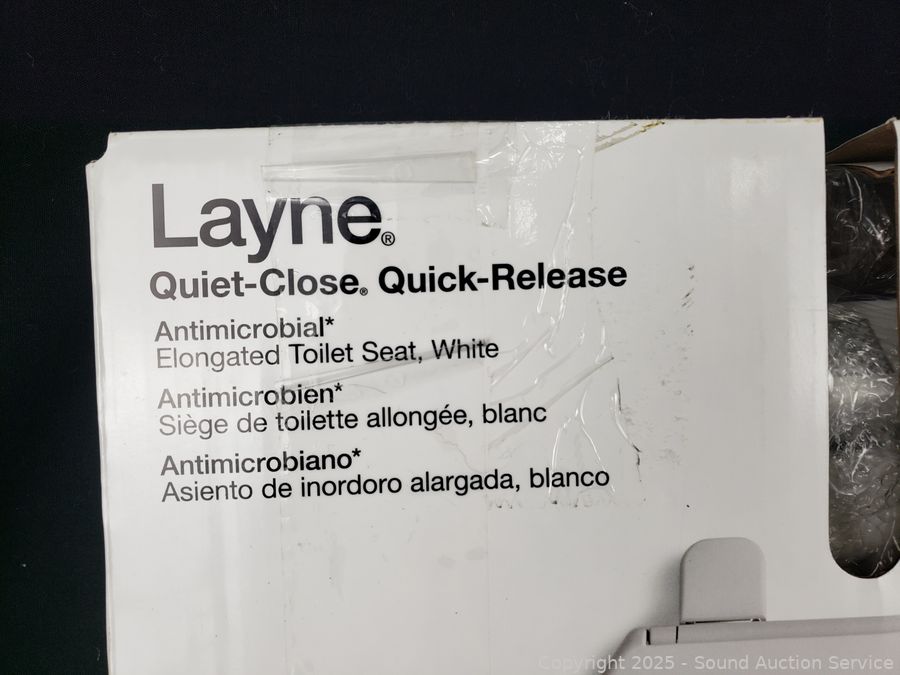 Layne®
Quiet-Close® Quick-Release
Antimicrobial*
Elongated Toilet Seat, White
Antimicrobien*
Siège de toilette allongée, blanc
Antimicrobiano*
Asiento de inordoro alargada, blanco
Copyright 2025 - Sound Auction Service